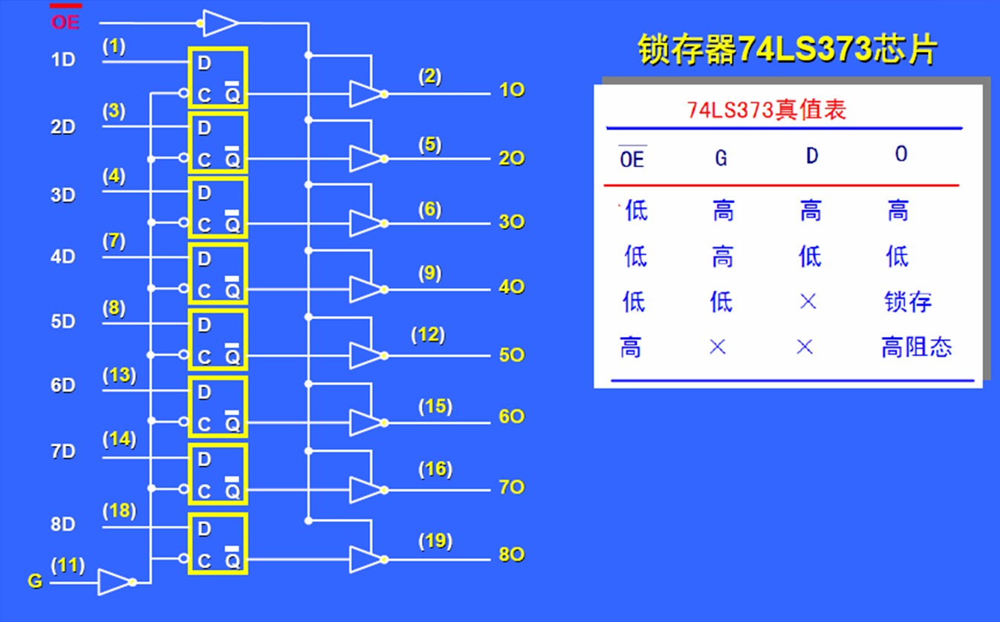 OE
锁存器74LS373芯片
1D (1) D C Q (2) 1O
2D (3) D C Q (5) 2O
3D (4) D C Q (6) 3O
4D (7) D C Q (9) 4O
5D (8) D C Q (12) 5O
6D (13) D C Q (15) 6O
7D (14) D C Q (16) 7O
8D (18) D C Q (19) 8O
G (11)
74LS373真值表
OE G D O
低 高 高 高
低 高 低 低
低 低 × 锁存
高 × × 高阻态